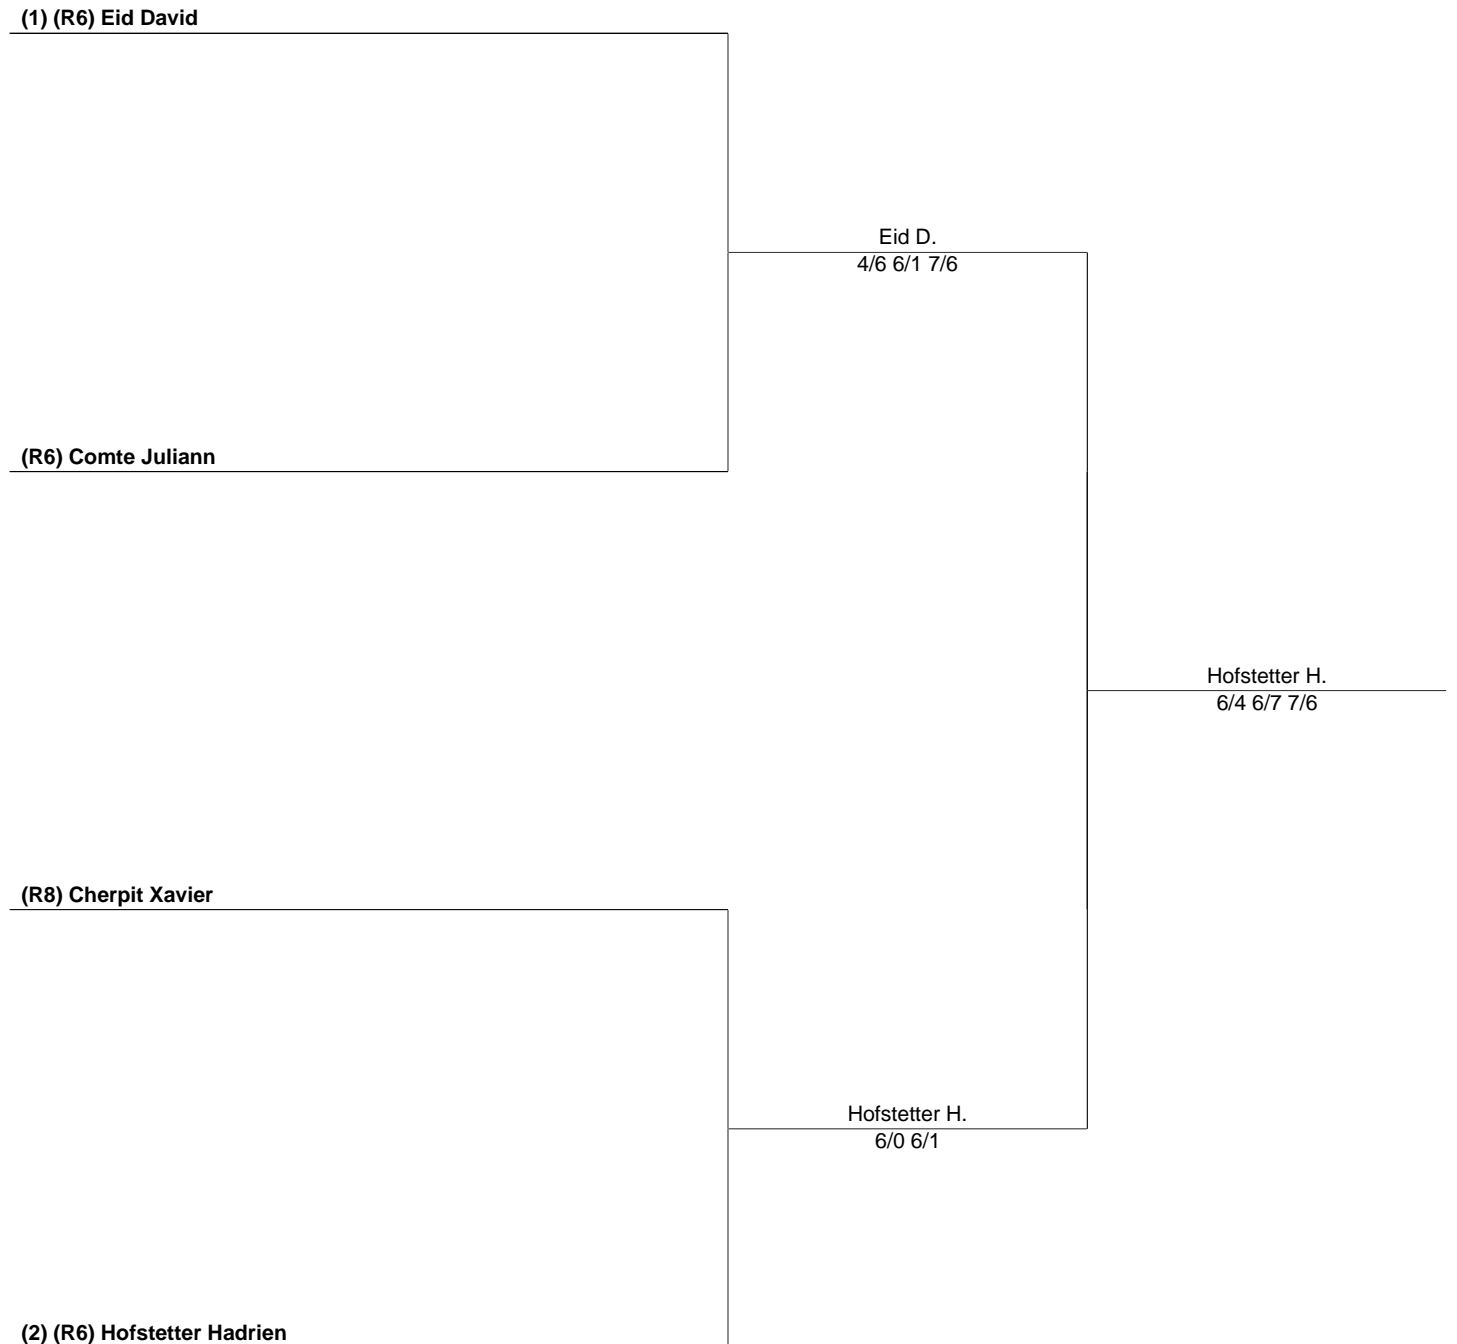 (1) (R6) Eid David
Eid D.
4/6 6/1 7/6
(R6) Comte Juliann
Hofstetter H.
6/4 6/7 7/6
(R8) Cherpit Xavier
Hofstetter H.
6/0 6/1
(2) (R6) Hofstetter Hadrien